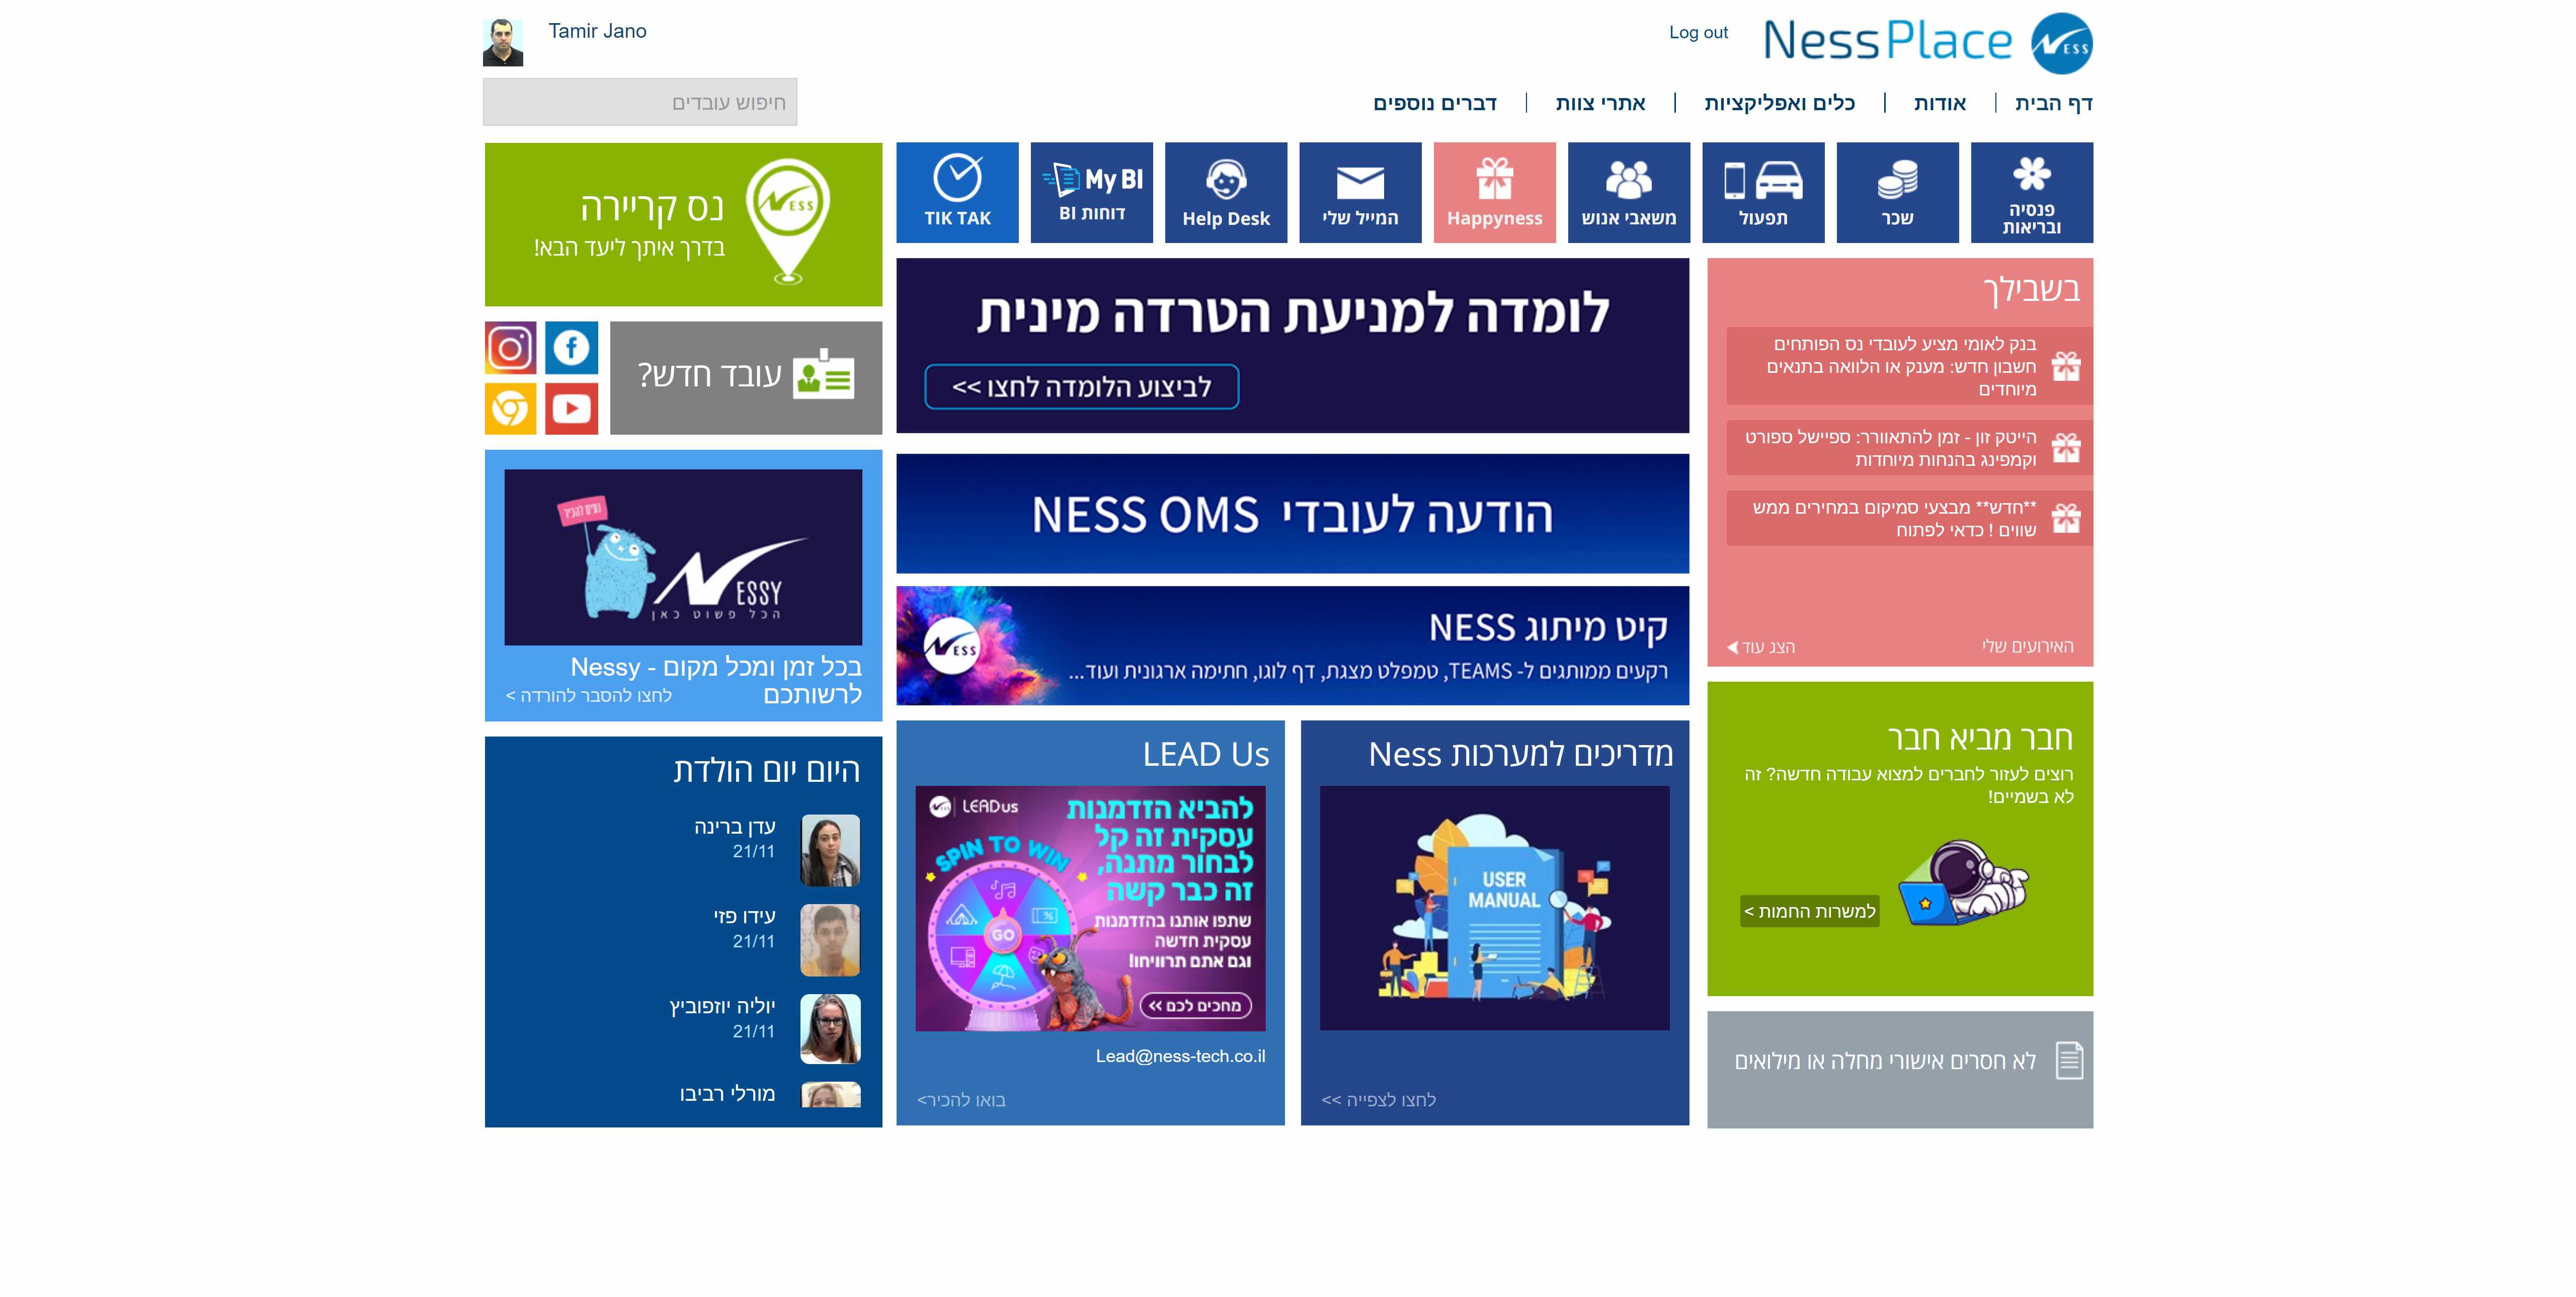 Tamir Jano
Log out
NessPlace
NESS
חיפוש עובדים
דף הבית
אודות
כלים ואפליקציות
אתרי צוות
דברים נוספים
פנסיה
ובריאות
שכר
תפעול
משאבי אנוש
Happyness
המייל שלי
Help Desk
My BI
דוחות BI
TIK TAK
בשבילך
בנק לאומי מציע לעובדי נס הפותחים
חשבון חדש: מענק או הלוואה בתנאים
מיוחדים
הייטק זון - זמן להתאוורר: ספיישל ספורט
וקמפינג בהנחות מיוחדות
**חדש** מבצעי סמיקום במחירים ממש
שווים ! כדאי לפתוח
האירועים שלי
הצג עוד
חבר מביא חבר
רוצים לעזור לחברים למצוא עבודה חדשה? זה
לא בשמיים!
למשרות החמות >
לא חסרים אישורי מחלה או מילואים
לומדה למניעת הטרדה מינית
לביצוע הלומדה לחצו >>
הודעה לעובדי NESS OMS
קיט מיתוג NESS
רקעים ממותגים ל- TEAMS, טמפלט מצגת, דף לוגו, חתימה ארגונית ועוד...
NESS
מדריכים למערכות Ness
USER
MANUAL
לחצו לצפייה >>
LEAD Us
NESS
LEADus
להביא הזדמנות
עסקית זה קל
לבחור מתנה,
זה כבר קשה
SPIN TO WIN
GO
שתפו אותנו בהזדמנות
עסקית חדשה
וגם אתם תרוויחו!
מחכים לכם >>
Lead@ness-tech.co.il
בואו להכיר>
NESS
נס קריירה
בדרך איתך ליעד הבא!
עובד חדש?
נעים להכיר
NESSY
הכל פשוט כאן
בכל זמן ומכל מקום - Nessy
לרשותכם
לחצו להסבר להורדה >
היום יום הולדת
עדן ברינה
21/11
עידו פזי
21/11
יוליה יוזפוביץ
21/11
מורלי רביבו